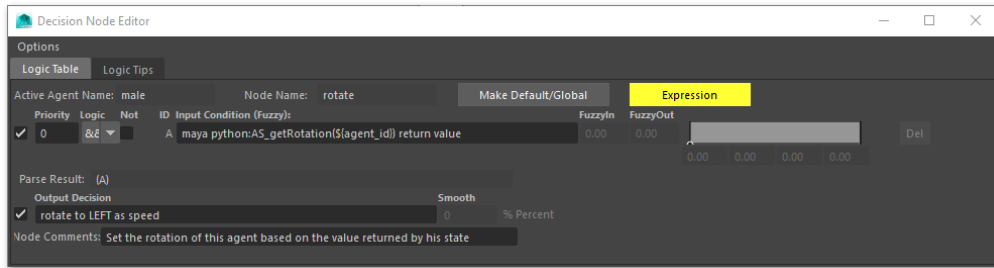 Decision Node Editor
Options
Logic Table Logic Tips
Active Agent Name: male Node Name: rotate Make Default/Global Expression
Priority Logic Not ID Input Condition (Fuzzy): FuzzyIn FuzzyOut
0 && A maya python:AS_getRotation(${agent_id}) return value 0.00 0.00 Del
0.00 0.00 0.00 0.00
Parse Result: (A)
Output Decision Smooth
rotate to LEFT as speed 0 % Percent
Node Comments: Set the rotation of this agent based on the value returned by his state